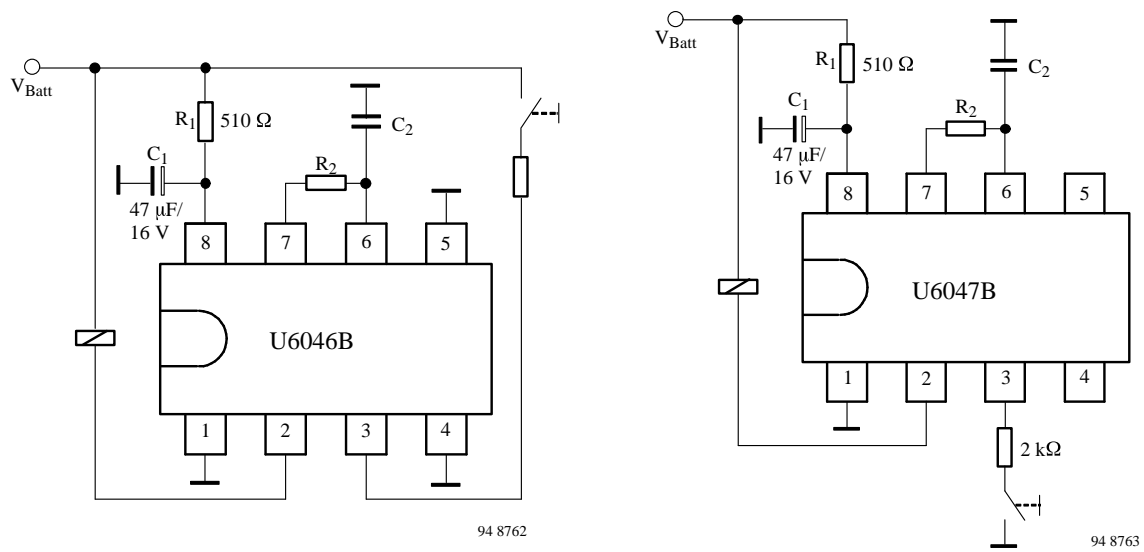 V_Batt
R₁ 510 Ω
C₁
47 µF/
16 V
C₂
R₂
8 7 6 5
U6046B
1 2 3 4
94 8762
V_Batt
R₁ 510 Ω
C₁
47 µF/
16 V
C₂
R₂
8 7 6 5
U6047B
1 2 3 4
2 kΩ
94 8763